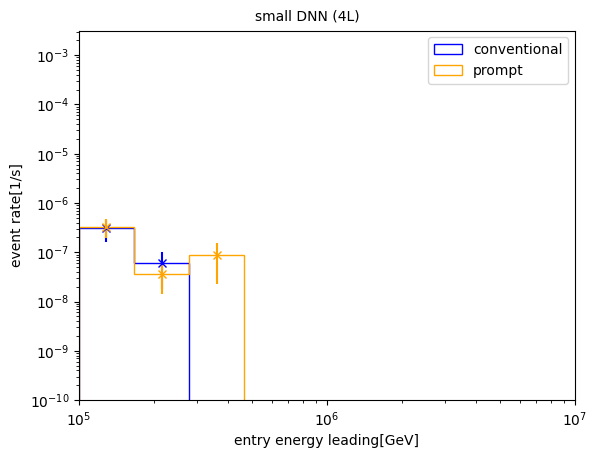 small DNN (4L)
conventional
prompt
event rate[1/s]
10⁻³
10⁻⁴
10⁻⁵
10⁻⁶
10⁻⁷
10⁻⁸
10⁻⁹
10⁻¹⁰
10⁵
10⁶
10⁷
entry energy leading[GeV]